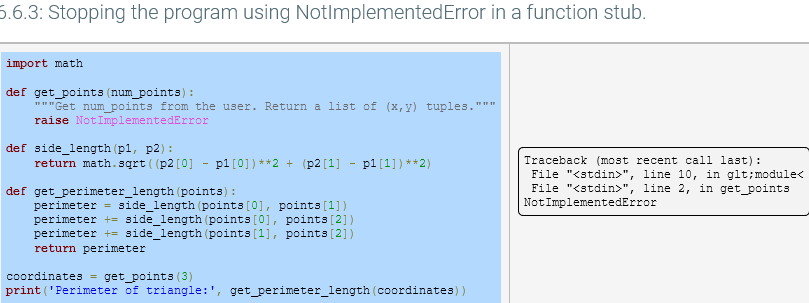 6.6.3: Stopping the program using NotImplementedError in a function stub.
import math
def get_points(num_points):
"""Get num_points from the user. Return a list of (x,y) tuples."""
raise NotImplementedError
def side_length(p1, p2):
return math.sqrt((p2[0] - p1[0])**2 + (p2[1] - p1[1])**2)
def get_perimeter_length(points):
perimeter = side_length(points[0], points[1])
perimeter += side_length(points[0], points[2])
perimeter += side_length(points[1], points[2])
return perimeter
coordinates = get_points(3)
print('Perimeter of triangle:', get_perimeter_length(coordinates))
Traceback (most recent call last):
File "<stdin>", line 10, in glt;module<
File "<stdin>", line 2, in get_points
NotImplementedError